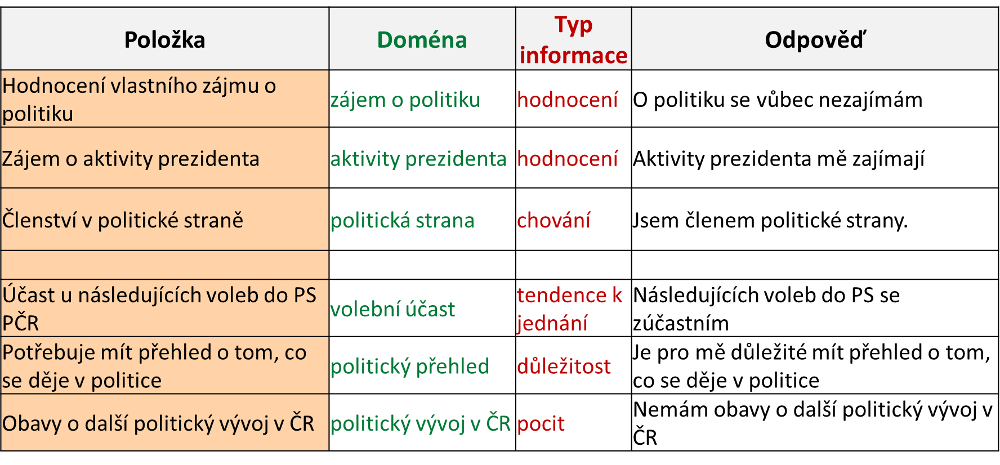 Položka
Doména
Typ
informace
Odpověď
Hodnocení vlastního zájmu o
politiku
zájem o politiku
hodnocení
O politiku se vůbec nezajímám
Zájem o aktivity prezidenta
aktivity prezidenta
hodnocení
Aktivity prezidenta mě zajímají
Členství v politické straně
politická strana
chování
Jsem členem politické strany.
Účast u následujících voleb do PS
PČR
volební účast
tendence k
jednání
Následujících voleb do PS se
zúčastním
Potřebuje mít přehled o tom, co
se děje v politice
politický přehled
důležitost
Je pro mě důležité mít přehled o tom,
co se děje v politice
Obavy o další politický vývoj v ČR
politický vývoj v ČR
pocit
Nemám obavy o další politický vývoj v
ČR